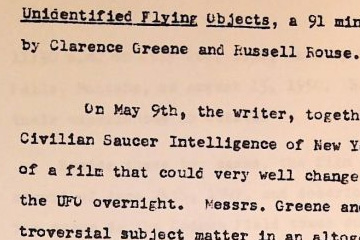 Unidentified Flying Objects, a 91 min
by Clarence Greene and Russell Rouse.
On May 9th, the writer, togeth
Civilian Saucer Intelligence of New Y
of a film that could very well change
the UFO overnight. Messrs. Greene an
troversial subject matter in an altog